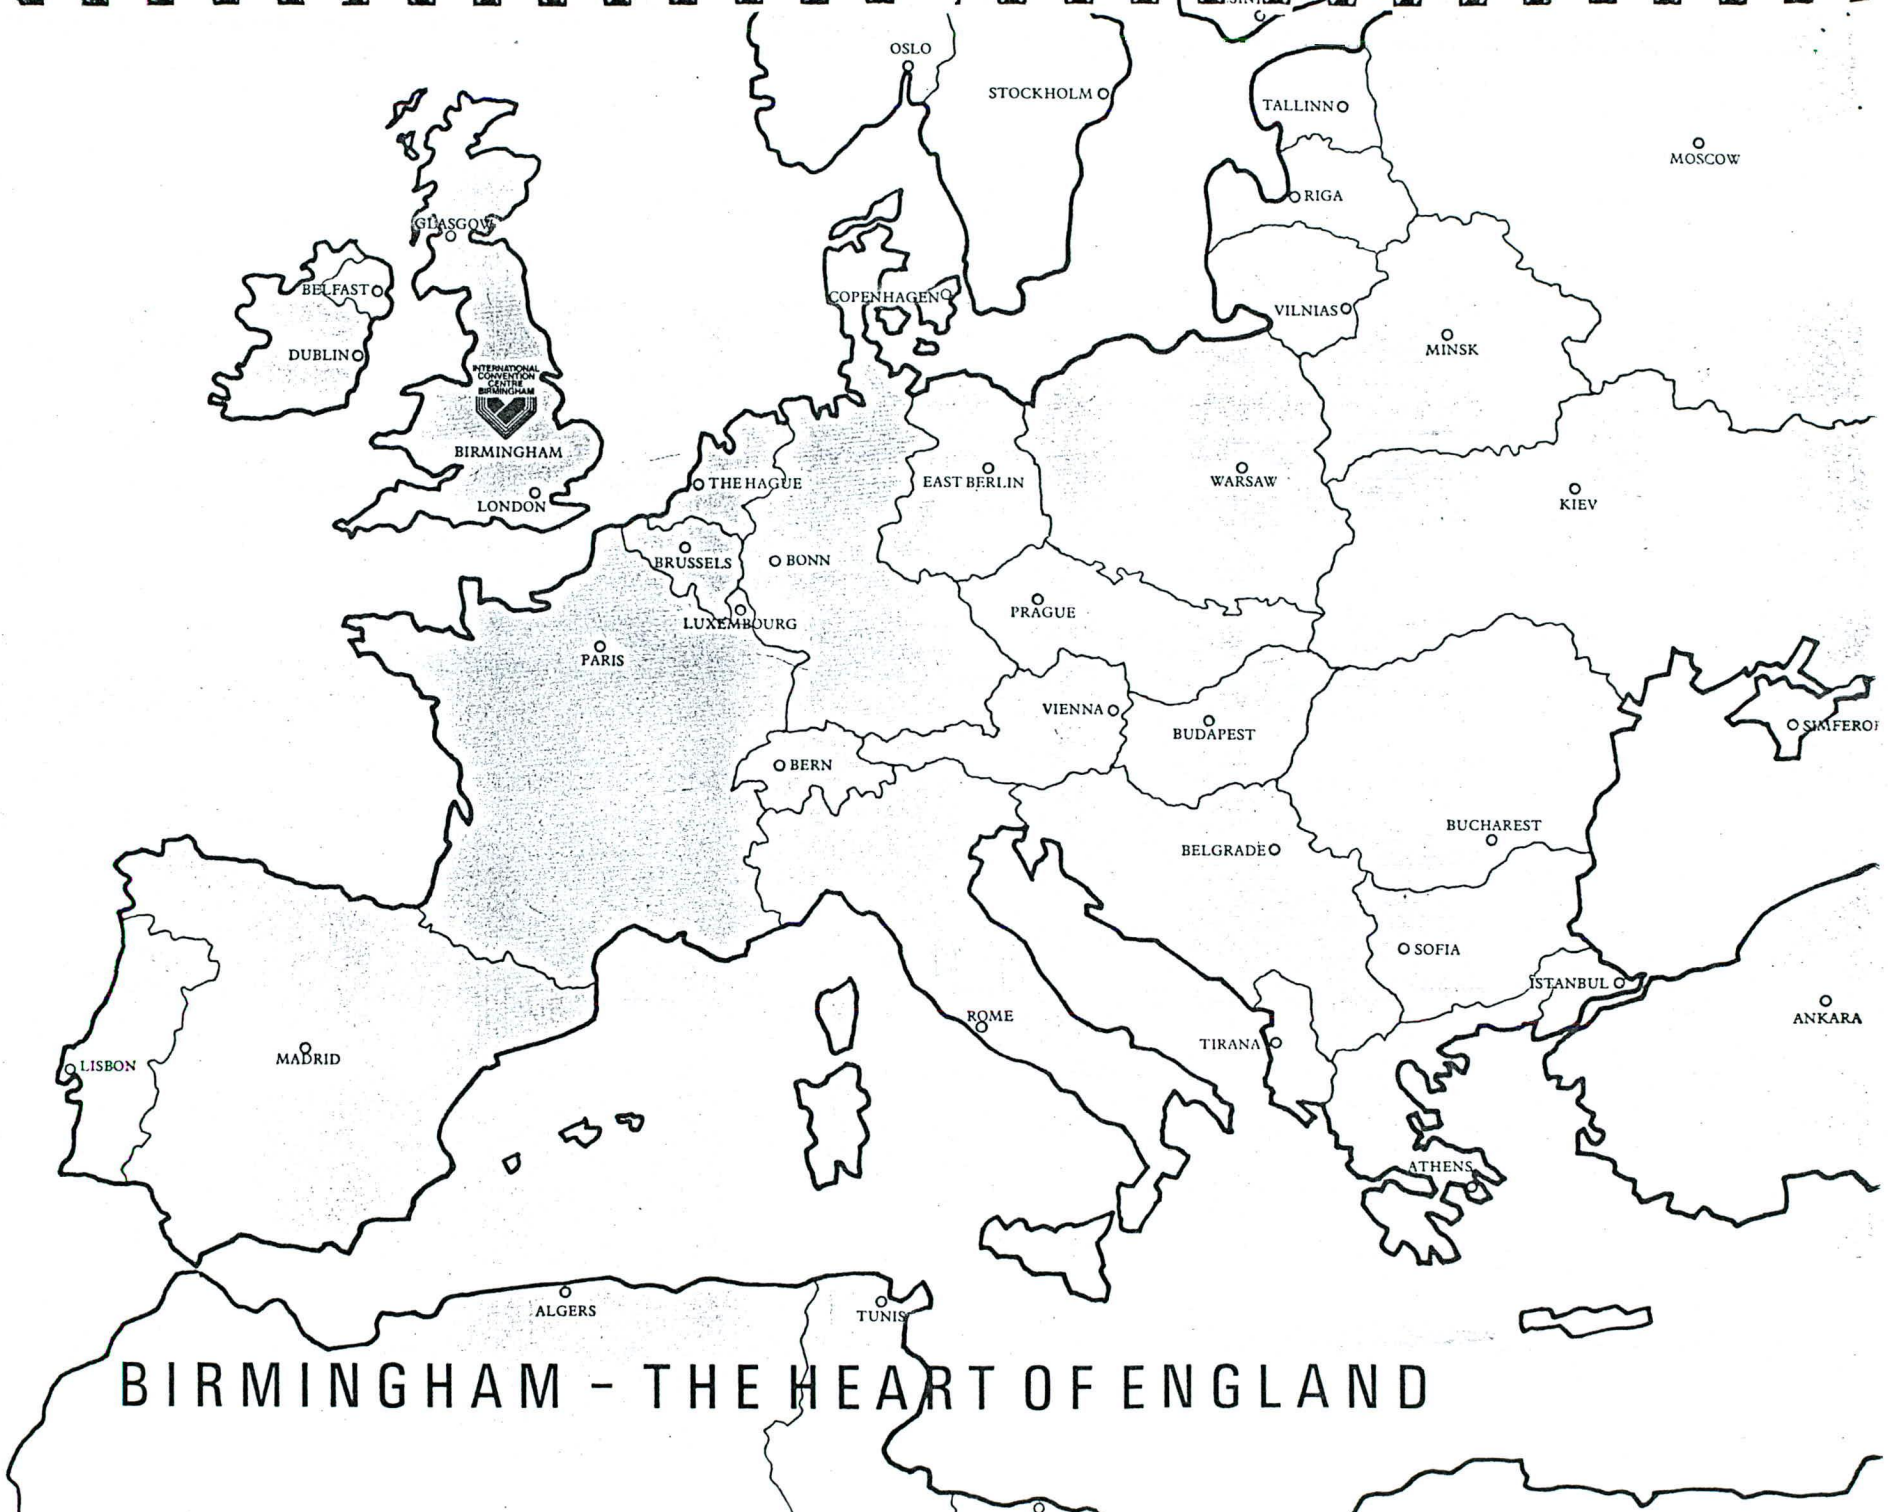 OSLO
STOCKHOLM
TALLINN
MOSCOW
RIGA
GLASGOW
BELFAST
COPENHAGEN
VILNIAS
DUBLIN
MINSK
INTERNATIONAL
CONVENTION
CENTRE
BIRMINGHAM
BIRMINGHAM
THE HAGUE
EAST BERLIN
WARSAW
LONDON
KIEV
BRUSSELS
BONN
PRAGUE
LUXEMBOURG
PARIS
VIENNA
BUDAPEST
SIMFEROP
BERN
BUCHAREST
BELGRADE
SOFIA
ISTANBUL
ROME
ANKARA
TIRANA
MADRID
LISBON
ATHENS
ALGERS
TUNIS
BIRMINGHAM - THE HEART OF ENGLAND